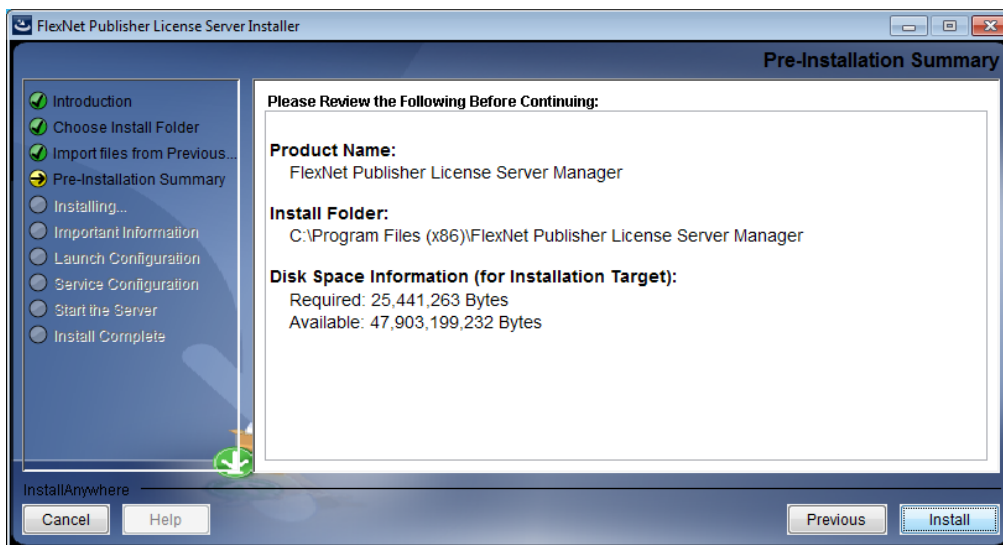 FlexNet Publisher License Server Installer
Pre-Installation Summary
Introduction
Choose Install Folder
Import files from Previous...
Pre-Installation Summary
Installing...
Important Information
Launch Configuration
Service Configuration
Start the Server
Install Complete
Please Review the Following Before Continuing:
Product Name:
FlexNet Publisher License Server Manager
Install Folder:
C:\Program Files (x86)\FlexNet Publisher License Server Manager
Disk Space Information (for Installation Target):
Required: 25,441,263 Bytes
Available: 47,903,199,232 Bytes
InstallAnywhere
Cancel
Help
Previous
Install